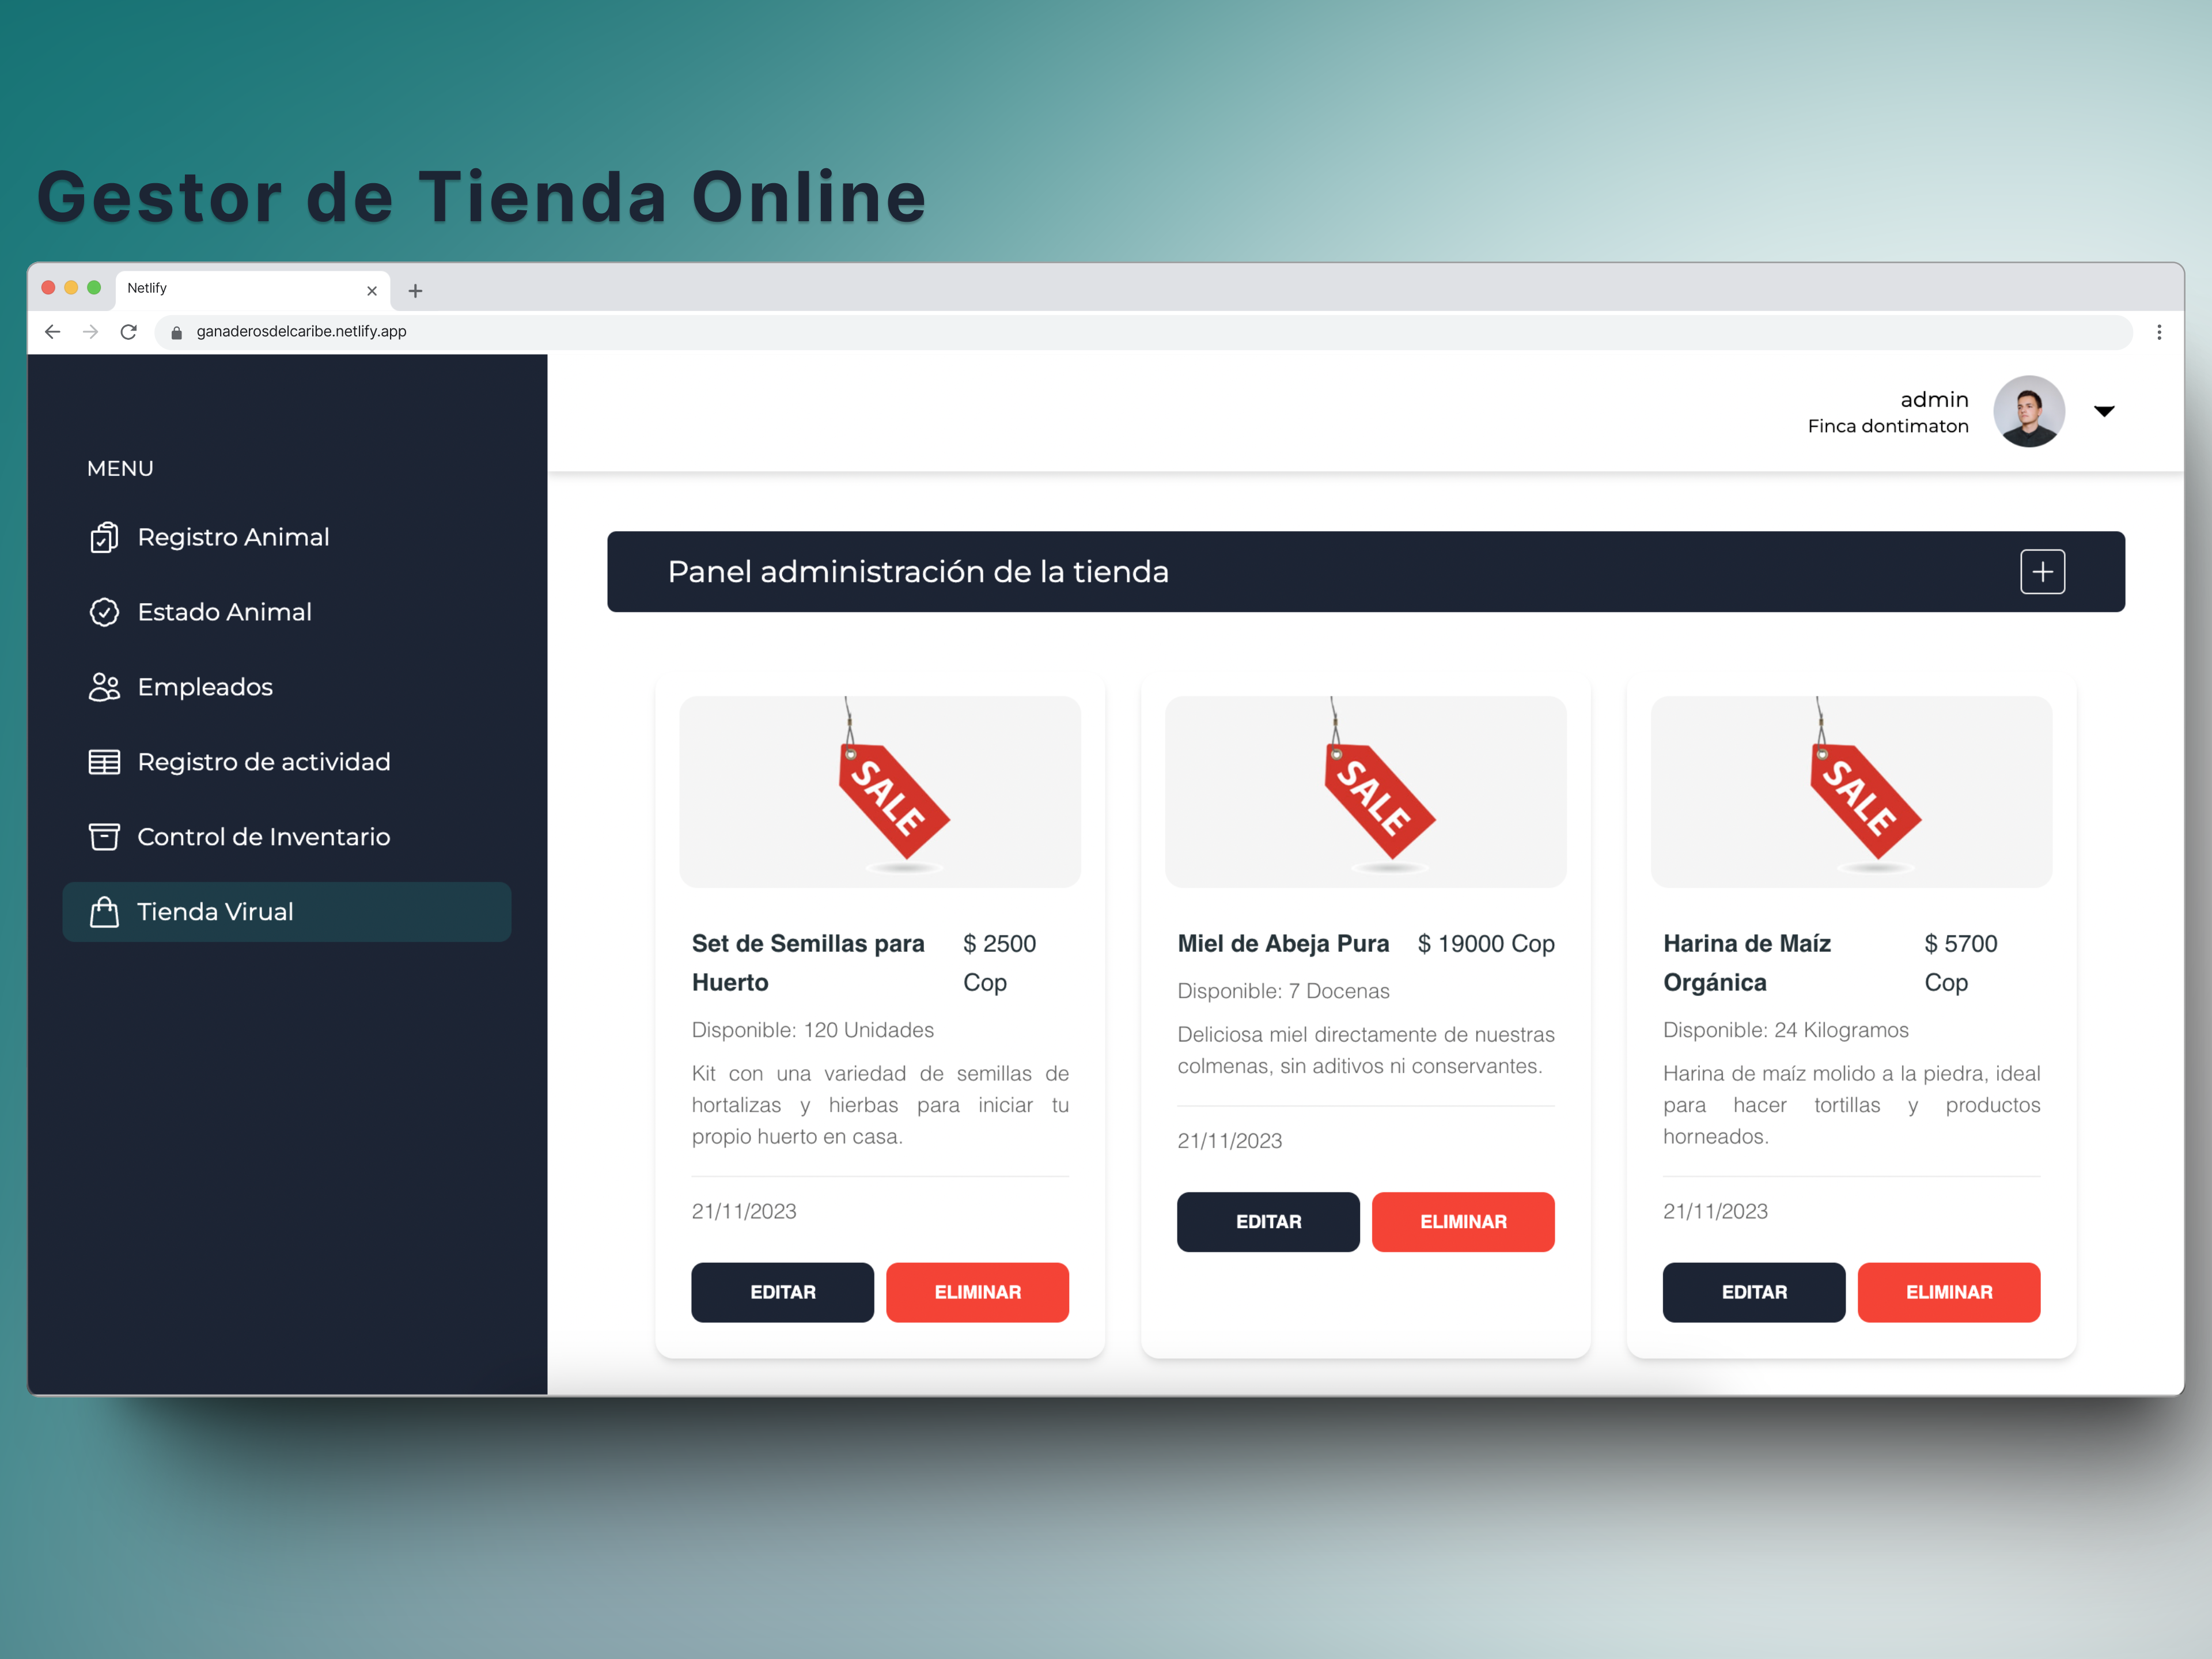 Gestor de Tienda Online
Netlify
ganaderosdelcaribe.netlify.app
admin
Finca dontimaton
MENU
Registro Animal
Estado Animal
Empleados
Registro de actividad
Control de Inventario
Tienda Virual
Panel administración de la tienda
SALE
Set de Semillas para
Huerto
$ 2500
Cop
Disponible: 120 Unidades
Kit con una variedad de semillas de
hortalizas y hierbas para iniciar tu
propio huerto en casa.
21/11/2023
EDITAR
ELIMINAR
SALE
Miel de Abeja Pura
$ 19000 Cop
Disponible: 7 Docenas
Deliciosa miel directamente de nuestras
colmenas, sin aditivos ni conservantes.
21/11/2023
EDITAR
ELIMINAR
SALE
Harina de Maíz
Orgánica
$ 5700
Cop
Disponible: 24 Kilogramos
Harina de maíz molido a la piedra, ideal
para hacer tortillas y productos
horneados.
21/11/2023
EDITAR
ELIMINAR